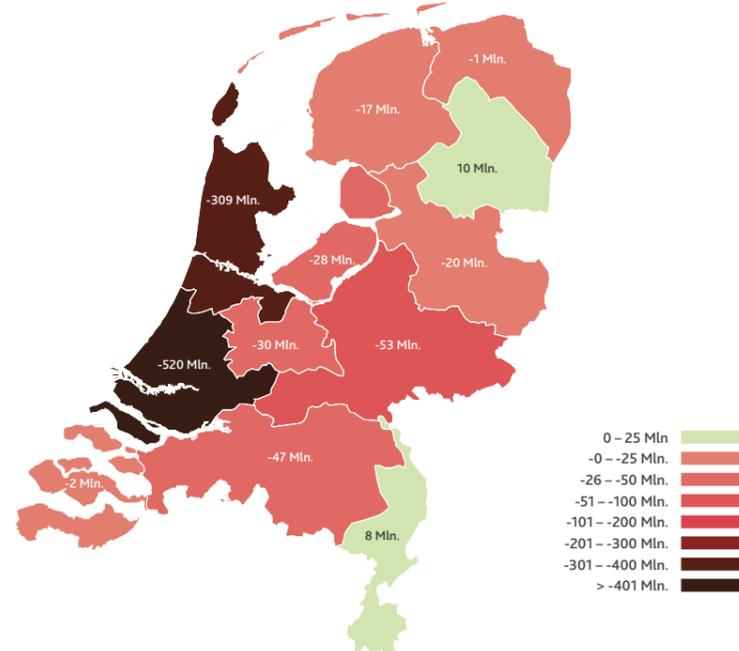 -1 Mln.
-17 Mln.
10 Mln.
-309 Mln.
-28 Mln.
-20 Mln.
-30 Mln.
-53 Mln.
-520 Mln.
-47 Mln.
-2 Mln.
8 Mln.
0 – 25 Mln
-0 – -25 Mln.
-26 – -50 Mln.
-51 – -100 Mln.
-101 – -200 Mln.
-201 – -300 Mln.
-301 – -400 Mln.
> -401 Mln.